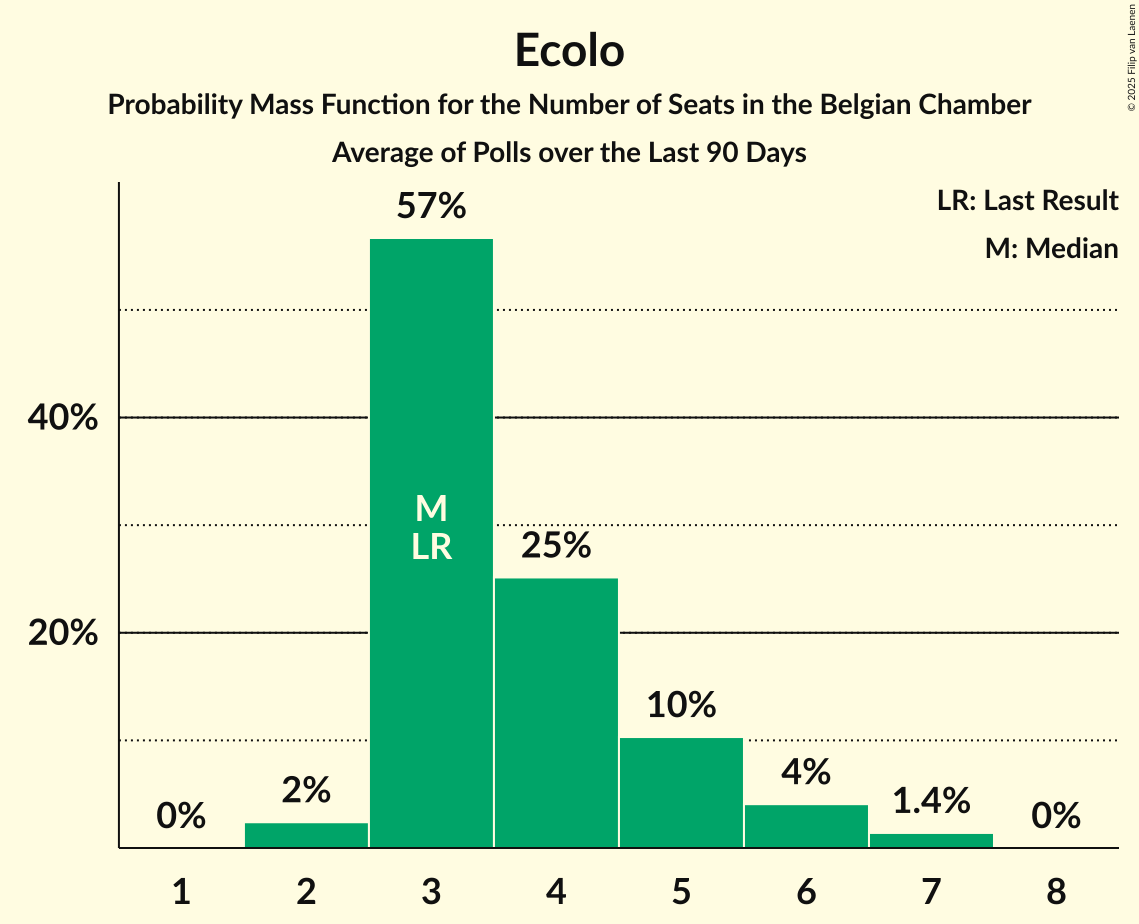 Ecolo
Probability Mass Function for the Number of Seats in the Belgian Chamber
Average of Polls over the Last 90 Days
© 2025 Filip van Laenen
LR: Last Result
M: Median
57%
40%
M
LR
25%
20%
10%
4%
2%
1.4%
0%
0%
1 2 3 4 5 6 7 8